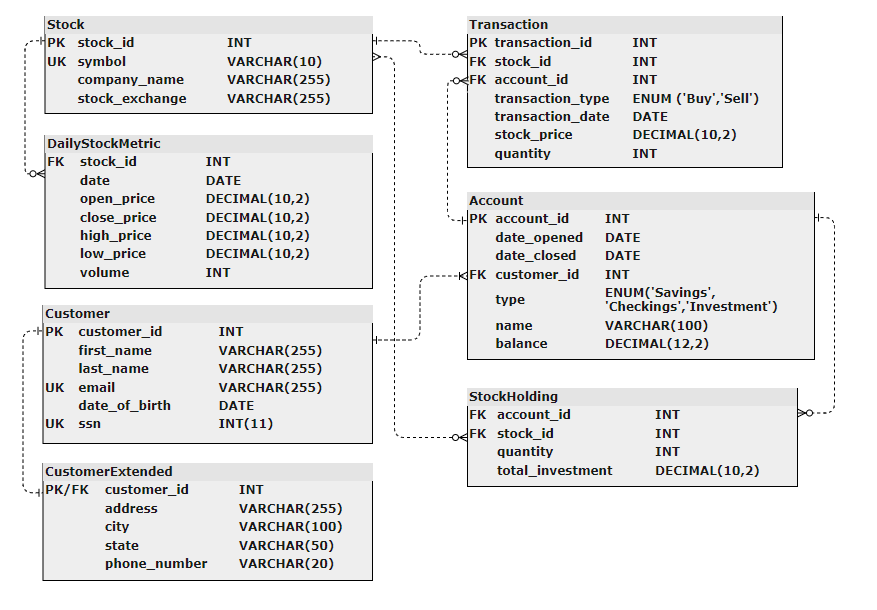 Stock
PK stock_id INT
UK symbol VARCHAR(10)
company_name VARCHAR(255)
stock_exchange VARCHAR(255)
DailyStockMetric
FK stock_id INT
date DATE
open_price DECIMAL(10,2)
close_price DECIMAL(10,2)
high_price DECIMAL(10,2)
low_price DECIMAL(10,2)
volume INT
Customer
PK customer_id INT
first_name VARCHAR(255)
last_name VARCHAR(255)
UK email VARCHAR(255)
date_of_birth DATE
UK ssn INT(11)
CustomerExtended
PK/FK customer_id INT
address VARCHAR(255)
city VARCHAR(100)
state VARCHAR(50)
phone_number VARCHAR(20)
Transaction
PK transaction_id INT
FK stock_id INT
FK account_id INT
transaction_type ENUM ('Buy','Sell')
transaction_date DATE
stock_price DECIMAL(10,2)
quantity INT
Account
PK account_id INT
date_opened DATE
date_closed DATE
FK customer_id INT
type ENUM('Savings',
'Checkings','Investment')
name VARCHAR(100)
balance DECIMAL(12,2)
StockHolding
FK account_id INT
FK stock_id INT
quantity INT
total_investment DECIMAL(10,2)